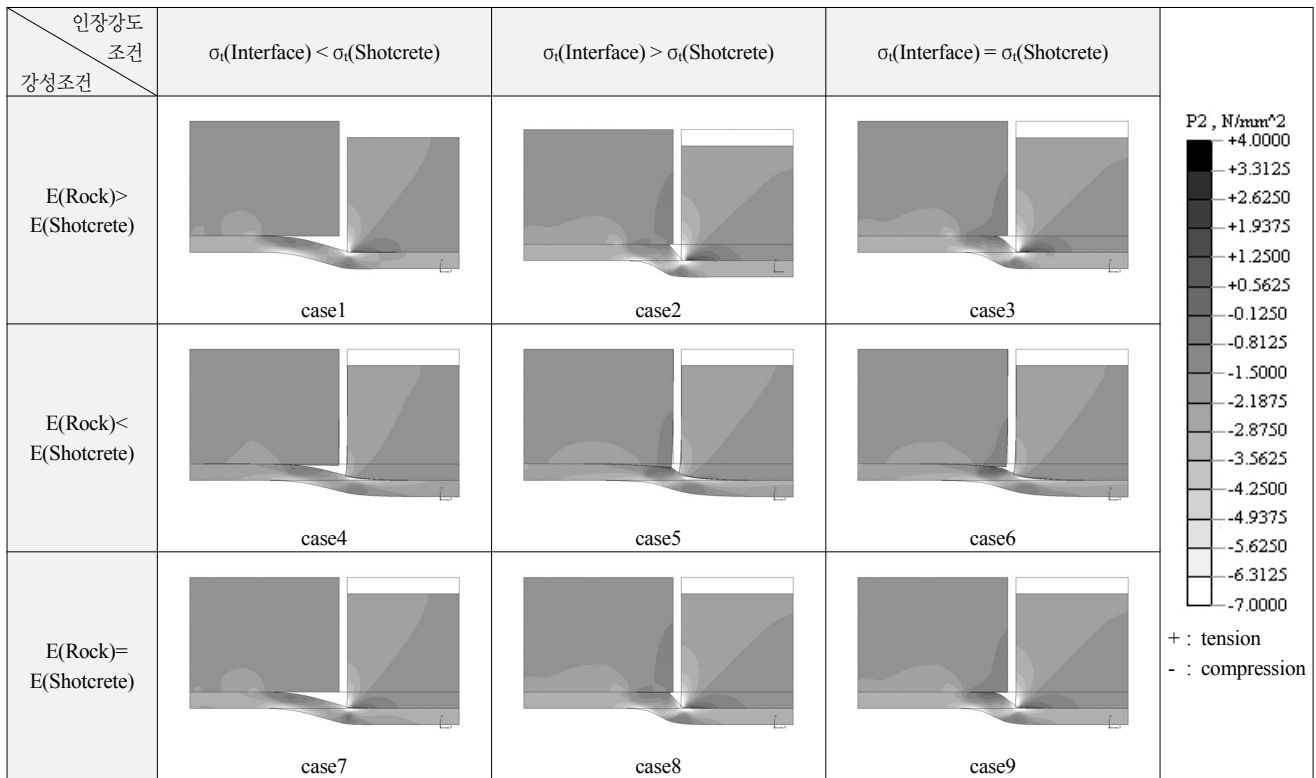 인장강도
조건
강성조건
σt(Interface) < σt(Shotcrete)
σt(Interface) > σt(Shotcrete)
σt(Interface) = σt(Shotcrete)
E(Rock)>
E(Shotcrete)
case1
case2
case3
E(Rock)<
E(Shotcrete)
case4
case5
case6
E(Rock)=
E(Shotcrete)
case7
case8
case9
P2 , N/mm^2
+4.0000
+3.3125
+2.6250
+1.9375
+1.2500
+0.5625
-0.1250
-0.8125
-1.5000
-2.1875
-2.8750
-3.5625
-4.2500
-4.9375
-5.6250
-6.3125
-7.0000
+ : tension
- : compression